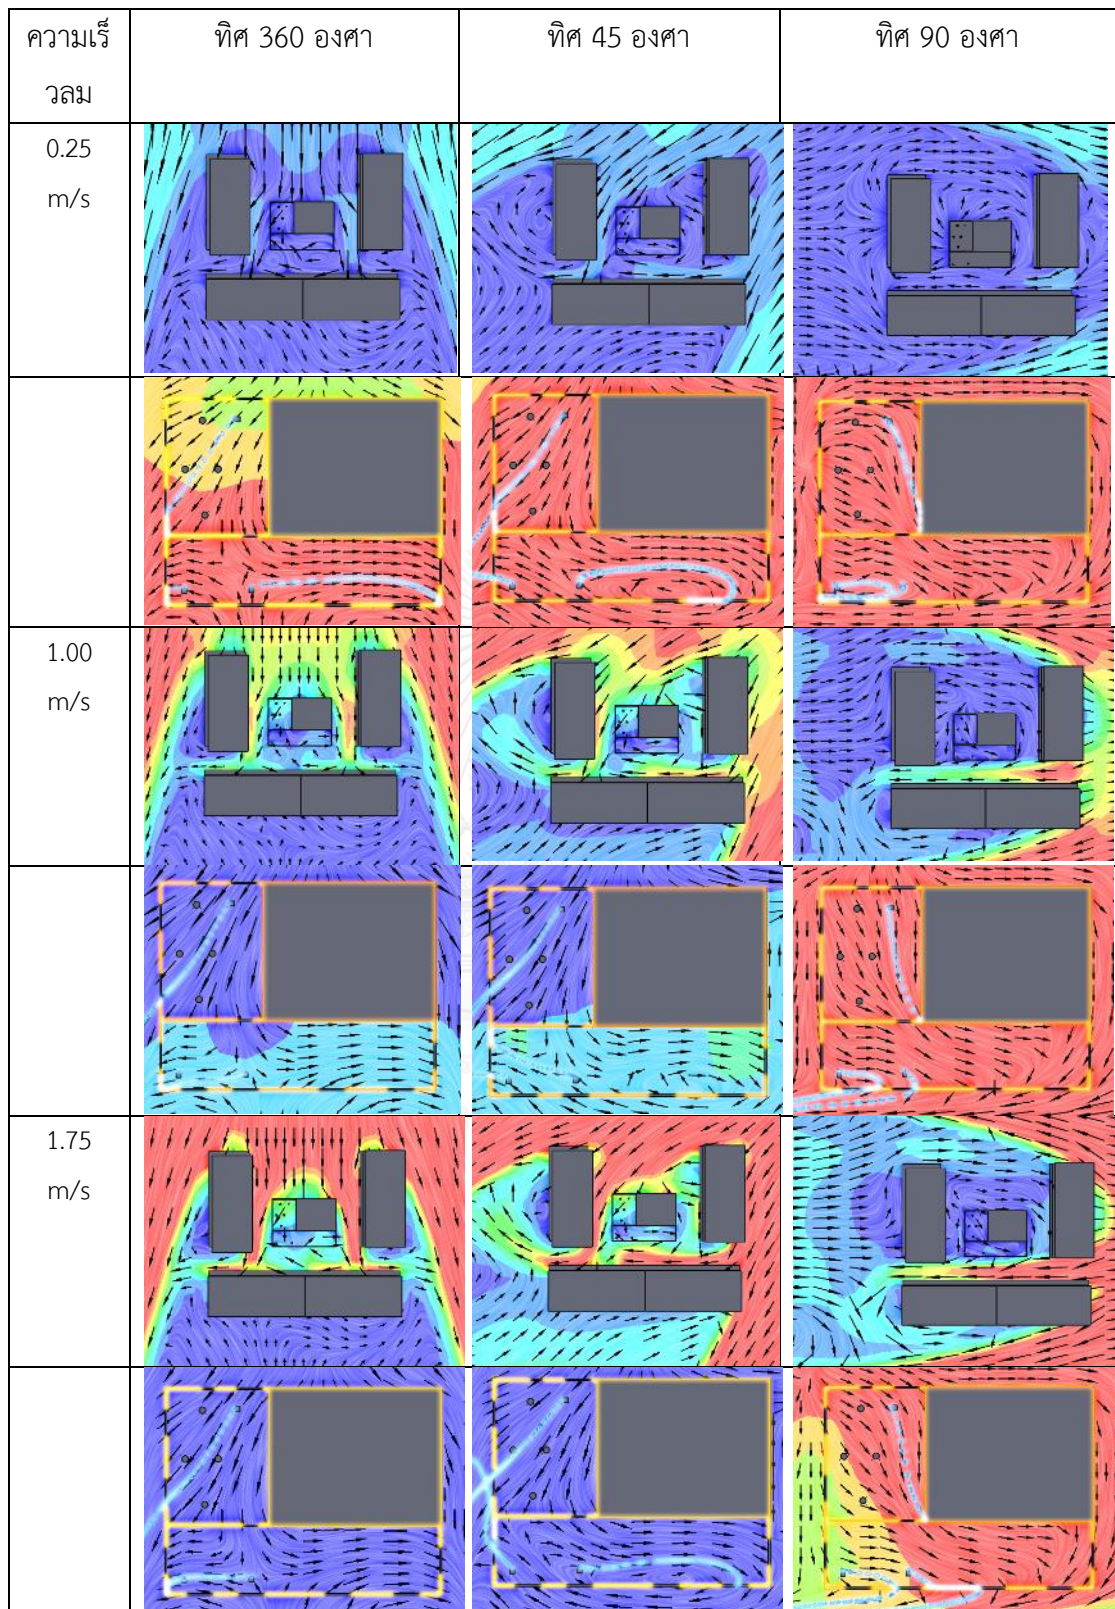 ความเร็
วลม
ทิศ 360 องศา
ทิศ 45 องศา
ทิศ 90 องศา
0.25
m/s
1.00
m/s
1.75
m/s